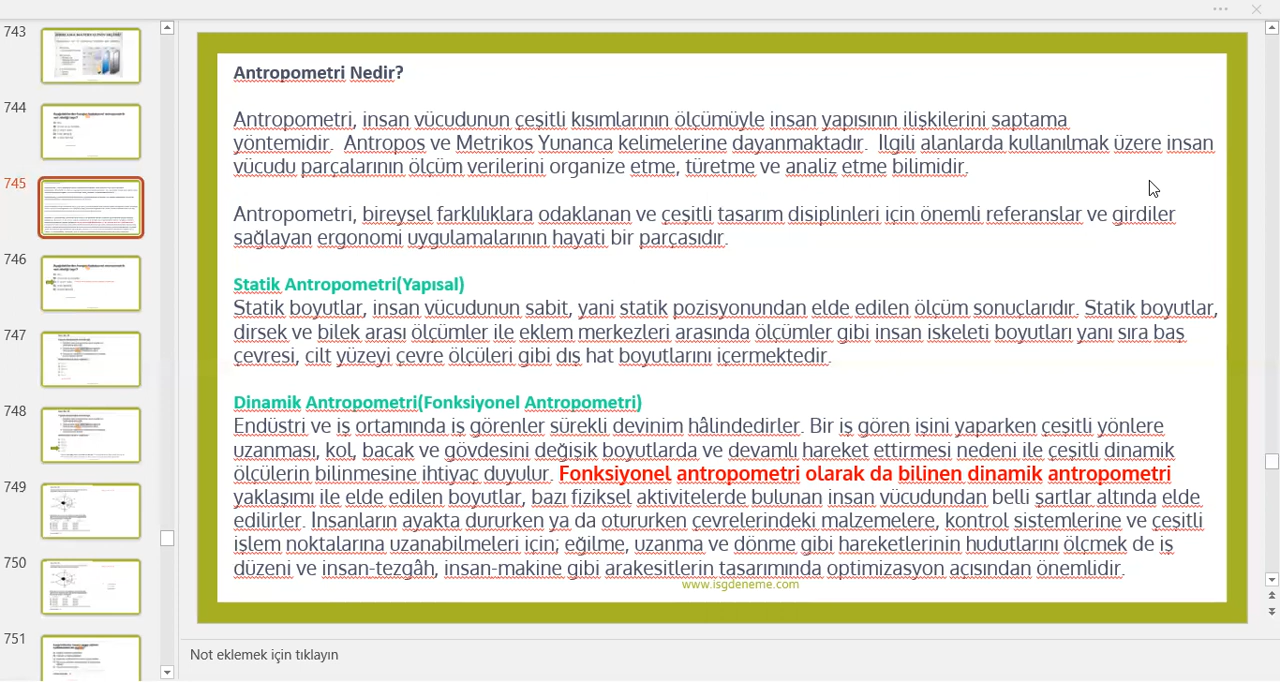 743
744
745
746
747
748
749
750
751
Antropometri Nedir?
Antropometri, insan vücudunun çeşitli kısımlarının ölçümüyle insan yapısının ilişkilerini saptama
yöntemidir. Antropos ve Metrikos Yunanca kelimelerine dayanmaktadır. İlgili alanlarda kullanılmak üzere insan
vücudu parçalarının ölçüm verilerini organize etme, türetme ve analiz etme bilimidir.
Antropometri, bireysel farklılıklara odaklanan ve çeşitli tasarım disiplinleri için önemli referanslar ve girdiler
sağlayan ergonomi uygulamalarının hayati bir parçasıdır.
Statik Antropometri(Yapısal)
Statik boyutlar, insan vücudunun sabit, yani statik pozisyonundan elde edilen ölçüm sonuçlarıdır. Statik boyutlar,
dirsek ve bilek arası ölçümler ile eklem merkezleri arasında ölçümler gibi insan iskeleti boyutları yanı sıra baş
çevresi, cilt yüzeyi çevre ölçültü gibi dış hat boyutlarını içermektedir.
Dinamik Antropometri(Fonksiyonel Antropometri)
Endüstri ve iş ortamında iş görenler sürekli devinim hâlindedirler. Bir iş gören işini yaparken çeşitli yönlere
uzanması, kol, bacak ve gövdesini değişik boyutlarda ve devamlı hareket ettirmesi nedeni ile çeşitli dinamik
ölçülerin bilinmesine ihtiyaç duyulur. Fonksiyonel antropometri olarak da bilinen dinamik antropometri
yaklaşımı ile elde edilen boyutlar, bazı fiziksel aktivitelerde bulunan insan vücudundan belli şartlar altında elde
edilirler. İnsanların ayakta dururken ya da otururken çevrelerindeki malzemelere, kontrol sistemlerine ve çeşitli
işlem noktalarına uzanabilmeleri için; eğilme, uzanma ve dönme gibi hareketlerinin hudutlarını ölçmek de iş
düzeni ve insan-tezgâh, insan-makine gibi arakesitlerin tasarımında optimizasyon açısından önemlidir.
www.isgdeneme.com
Not eklemek için tıklayın